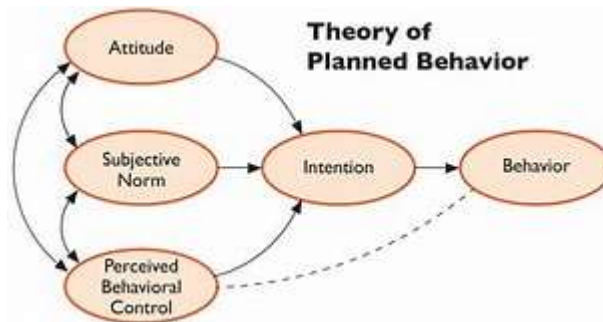 Theory of
Planned Behavior
Attitude
Subjective
Norm
Intention
Behavior
Perceived
Behavioral
Control